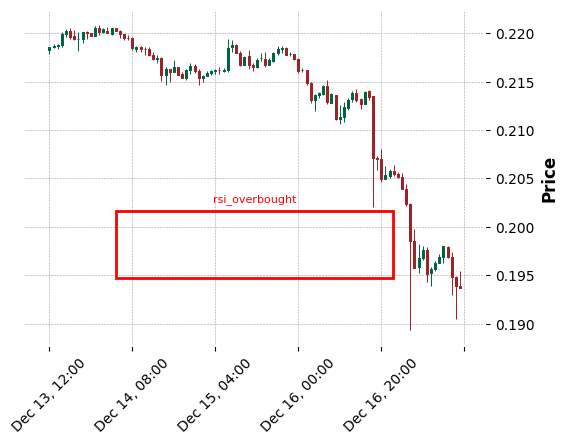 0.220
0.215
0.210
0.205
0.200
0.195
0.190
Price
rsi_overbought
Dec 13, 12:00
Dec 14, 08:00
Dec 15, 04:00
Dec 16, 00:00
Dec 16, 20:00